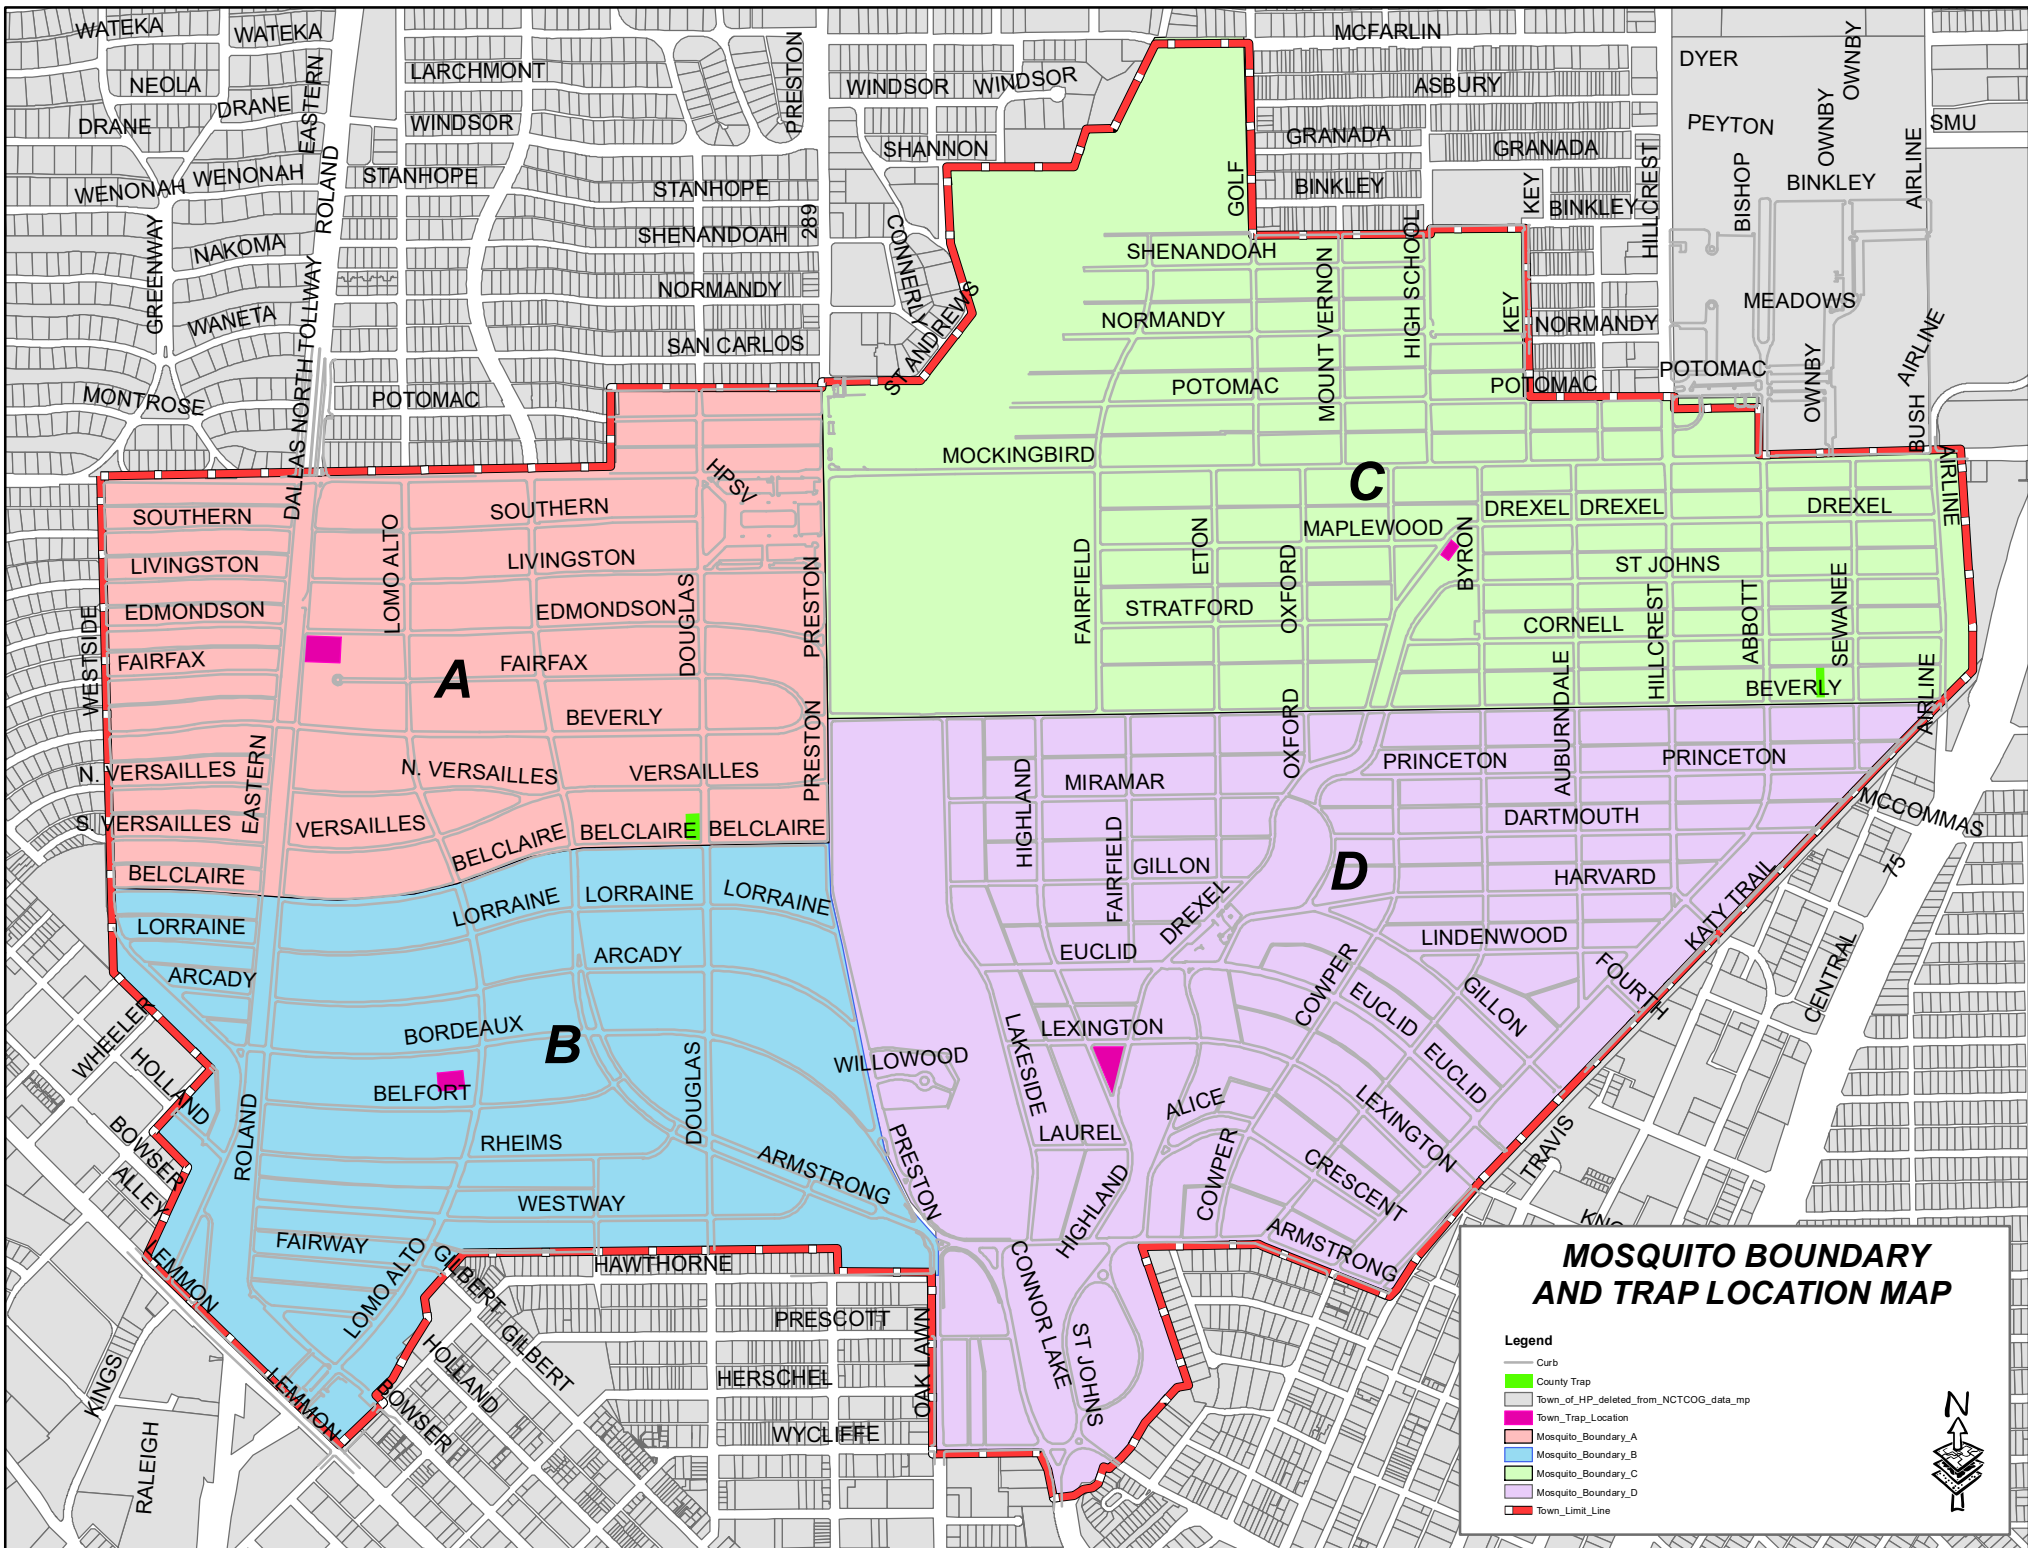 WATEKA
WATEKA
NEOLA
DRANE
DRANE
EASTERN
LARCHMONT
WINDSOR
PRESTON
WINDSOR
WINDSOR
SHANNON
MCFARLIN
ASBURY
GRANADA
GRANADA
BINKLEY
BINKLEY
KEY
HILLCREST
DYER
PEYTON
OWNBY
OWNBY
BISHOP
BINKLEY
AIRLINE
SMU
WENONAH
WENONAH
ROLAND
STANHOPE
STANHOPE
SHENANDOAH
289
NAKOMA
GREENWAY
WANETA
NORMANDY
SAN CARLOS
CONNERLY
ST ANDREWS
GOLF
SHENANDOAH
MOUNT VERNON
HIGH SCHOOL
NORMANDY
KEY
NORMANDY
MEADOWS
MONTROSE
DALLAS NORTH TOLLWAY
POTOMAC
POTOMAC
POTOMAC
POTOMAC
OWNBY
AIRLINE
BUSH
MOCKINGBIRD
C
HPSV
SOUTHERN
SOUTHERN
LOMO ALTO
LIVINGSTON
LIVINGSTON
EDMONDSON
EDMONDSON
DOUGLAS
PRESTON
FAIRFAX
FAIRFAX
WESTSIDE
A
BEVERLY
PRESTON
EASTERN
N. VERSAILLES
N. VERSAILLES
VERSAILLES
S. VERSAILLES
VERSAILLES
BELCLAIRE
BELCLAIRE
BELCLAIRE
BELCLAIRE
MAPLEWOOD
DREXEL
DREXEL
DREXEL
AIRLINE
FAIRFIELD
ETON
OXFORD
BYRON
ST JOHNS
STRATFORD
CORNELL
HILLCREST
ABBOTT
SEWANEE
AUBURNDALE
BEVERLY
AIRLINE
OXFORD
HIGHLAND
MIRAMAR
PRINCETON
PRINCETON
DARTMOUTH
MCCOMMAS
FAIRFIELD
GILLON
D
HARVARD
75
KATY TRAIL
DREXEL
EUCLID
LINDENWOOD
FOURTH
CENTRAL
COWPER
EUCLID
GILLON
EUCLID
LORRAINE
LORRAINE
LORRAINE
LORRAINE
ARCADY
ARCADY
WHEELER
HOLLAND
BORDEAUX
B
BELFORT
DOUGLAS
ROLAND
RHEIMS
BOWSER
ALLEY
ARMSTRONG
WESTWAY
FAIRWAY
LEMMON
LOMO ALTO
GILBERT
HAWTHORNE
PRESTON
WILLOWOOD
LAKESIDE
LEXINGTON
LAUREL
ALICE
HIGHLAND
COWPER
LEXINGTON
CRESCENT
ARMSTRONG
TRAVIS
CONNOR LAKE
ST JOHNS
PRESCOTT
OAK LAWN
HERSCHEL
WYCLIFFE
GILBERT
HOLLAND
BOWSER
LEMMON
KINGS
RALEIGH
MOSQUITO BOUNDARY
AND TRAP LOCATION MAP
Legend
Curb
County Trap
Town_of_HP_deleted_from_NCTCOG_data_mp
Town_Trap_Location
Mosquito_Boundary_A
Mosquito_Boundary_B
Mosquito_Boundary_C
Mosquito_Boundary_D
Town_Limit_Line
N